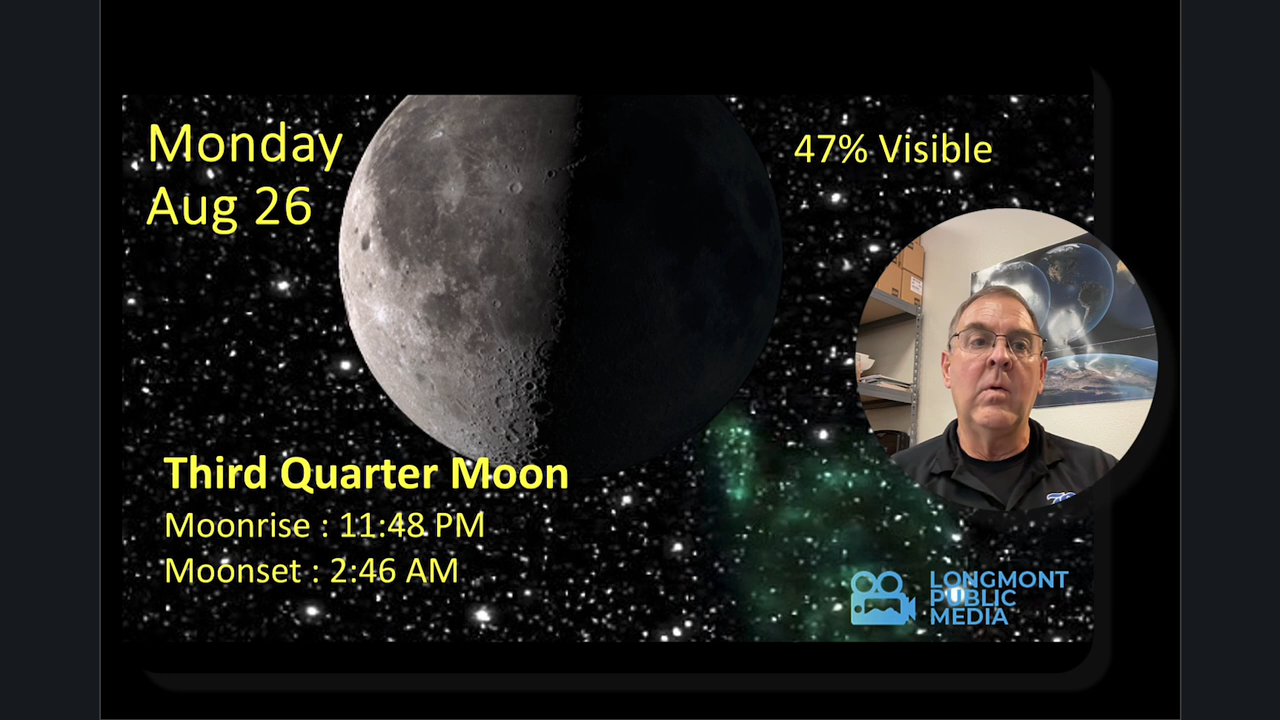 Monday
Aug 26
47% Visible
Third Quarter Moon
Moonrise : 11:48 PM
Moonset : 2:46 AM
LONGMONT
PUBLIC
MEDIA